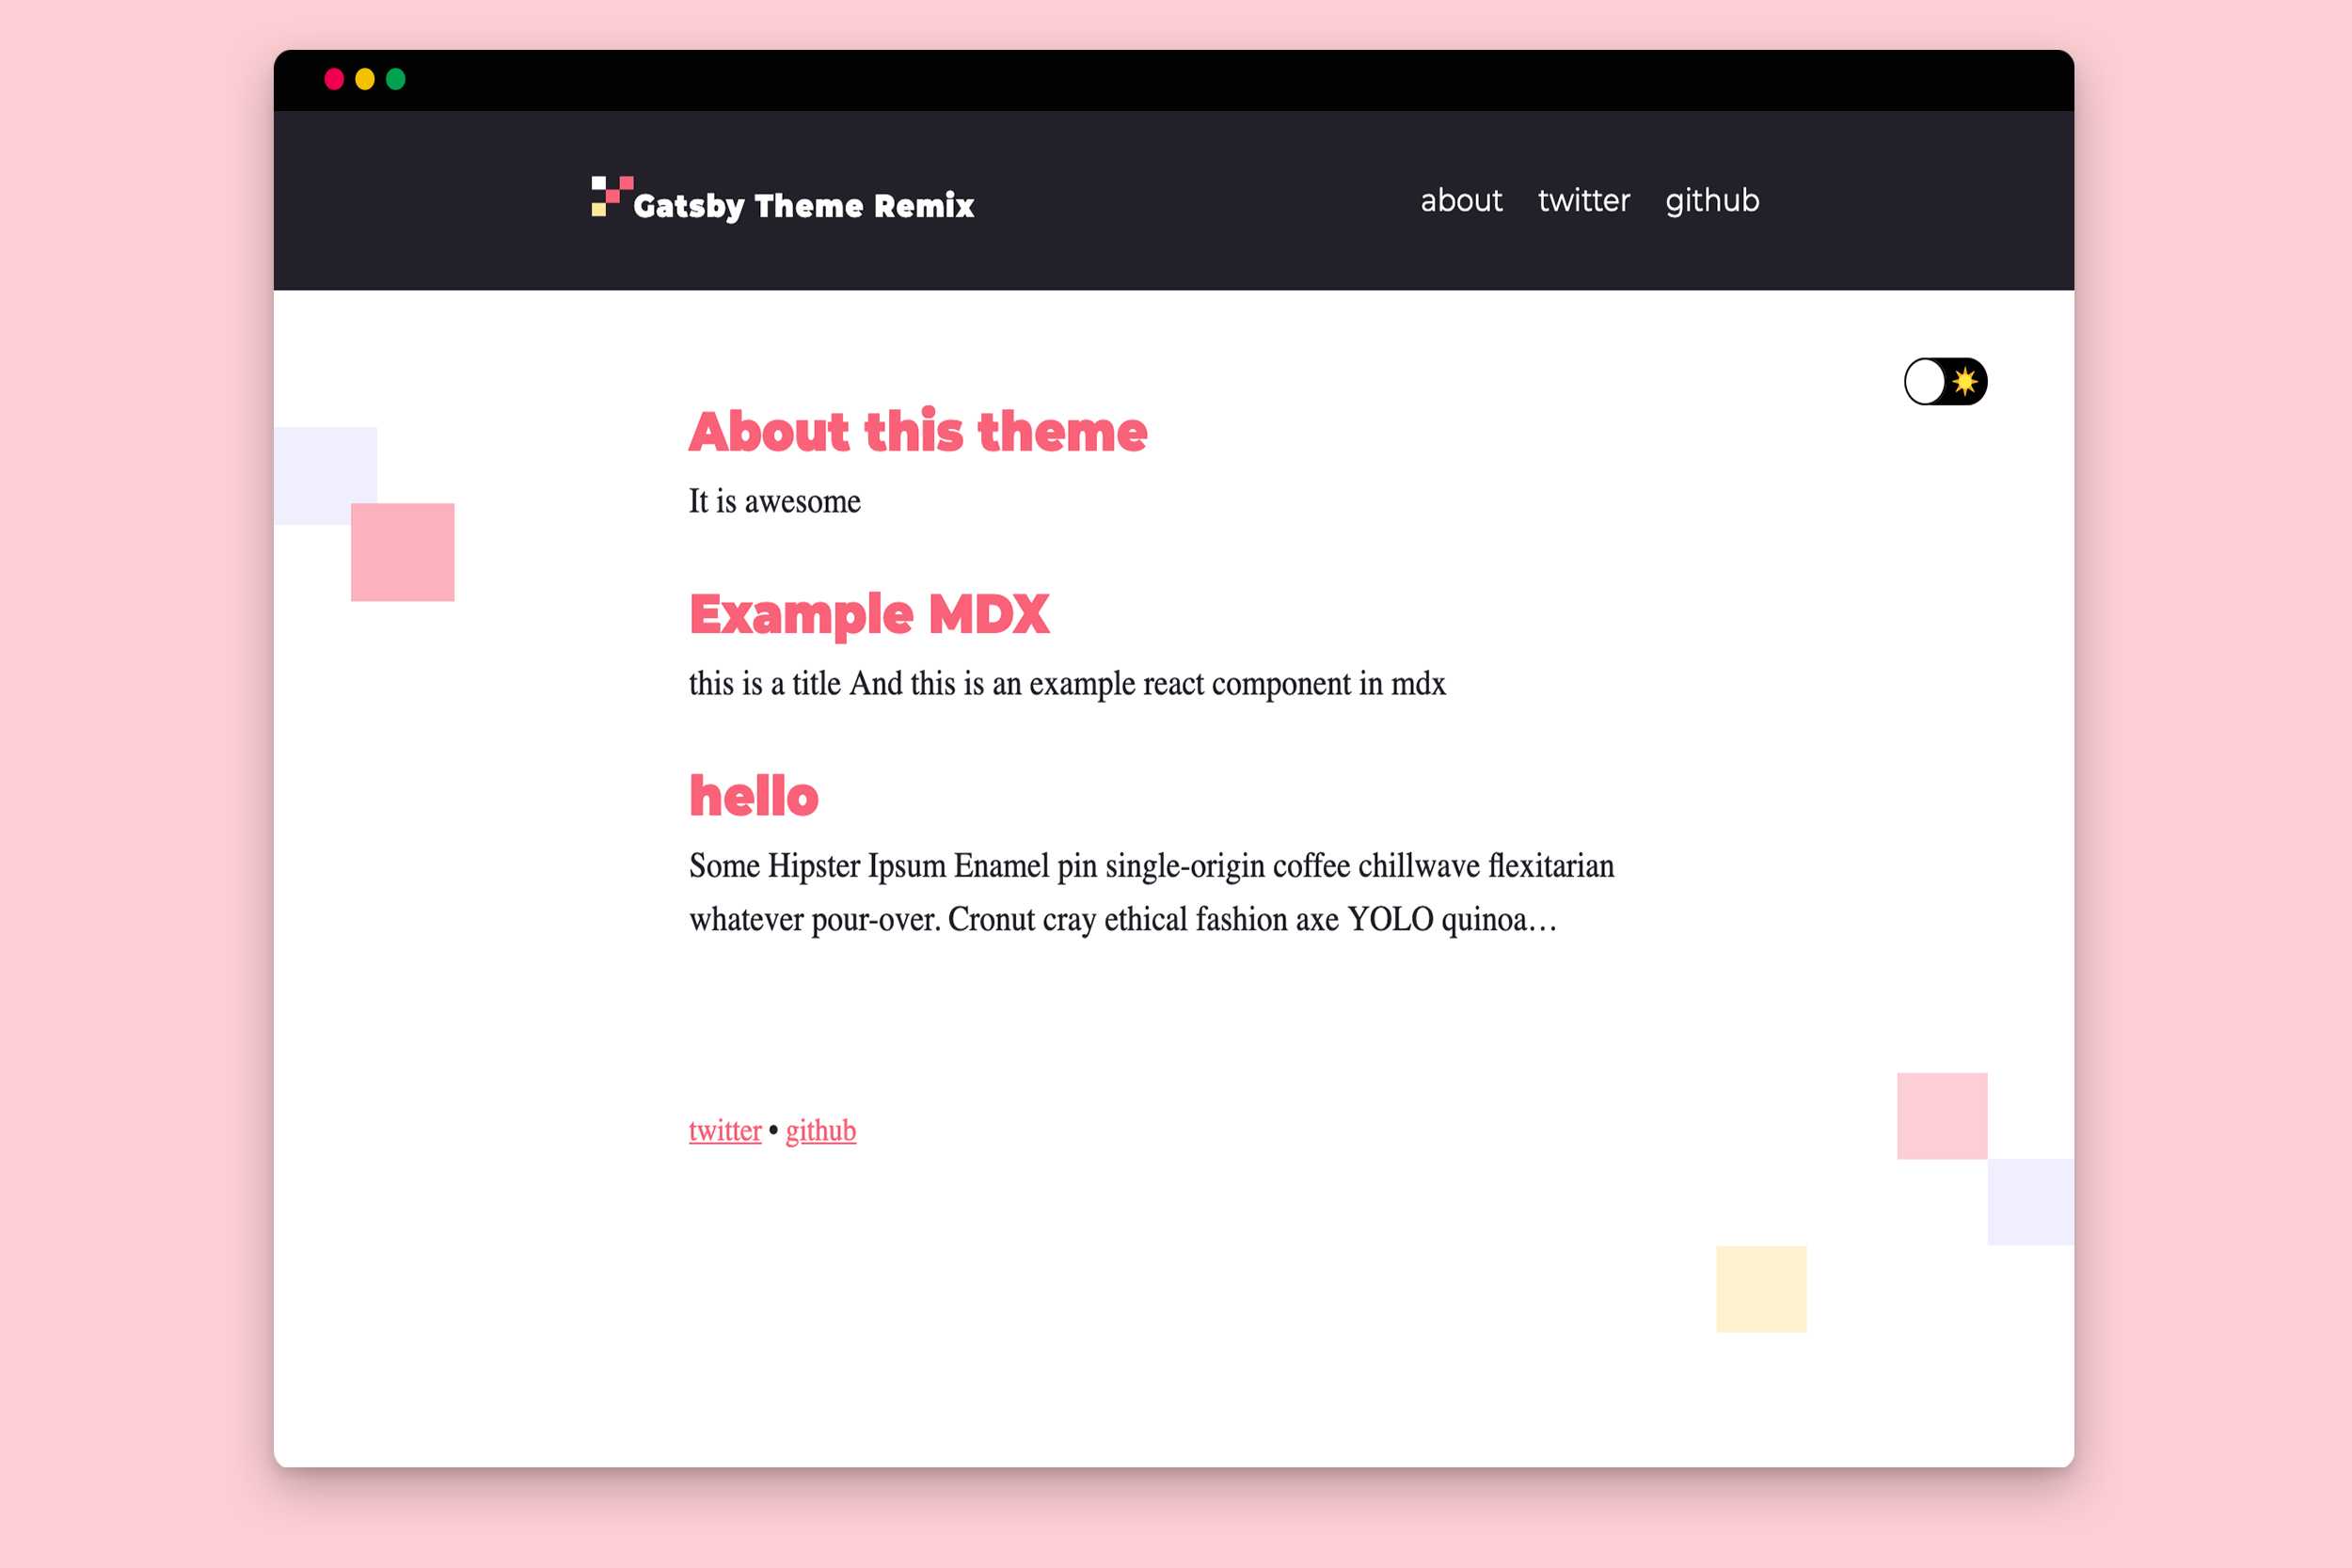 Gatsby Theme Remix
about twitter github
About this theme
It is awesome
Example MDX
this is a title And this is an example react component in mdx
hello
Some Hipster Ipsum Enamel pin single-origin coffee chillwave flexitarian
whatever pour-over. Cronut cray ethical fashion axe YOLO quinoa…
twitter • github